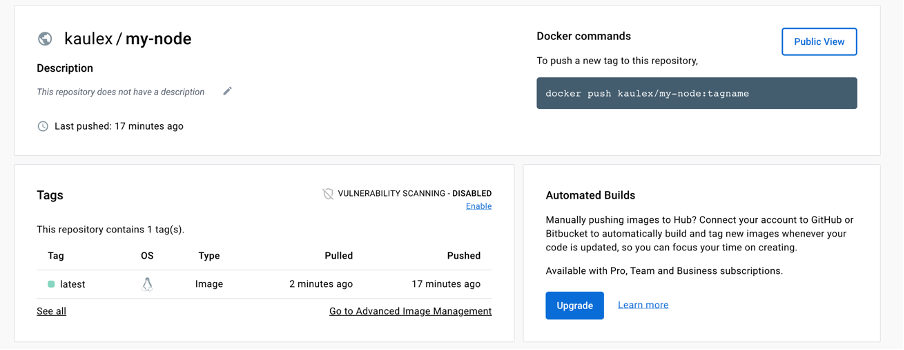 kaulex / my-node
Description
This repository does not have a description
Last pushed: 17 minutes ago
Docker commands
Public View
To push a new tag to this repository,
docker push kaulex/my-node:tagname
Tags
VULNERABILITY SCANNING - DISABLED
Enable
This repository contains 1 tag(s).
Tag OS Type Pulled Pushed
latest Image 2 minutes ago 17 minutes ago
See all Go to Advanced Image Management
Automated Builds
Manually pushing images to Hub? Connect your account to GitHub or
Bitbucket to automatically build and tag new images whenever your
code is updated, so you can focus your time on creating.
Available with Pro, Team and Business subscriptions.
Upgrade Learn more